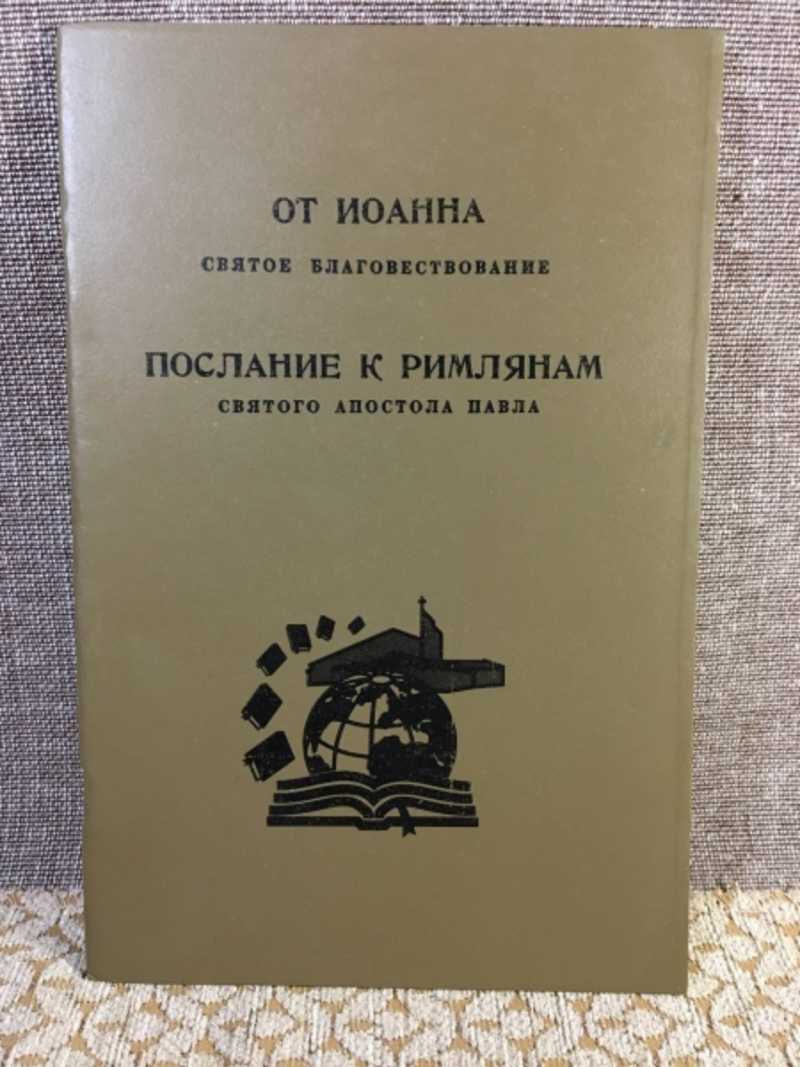 ОТ ИОАННА
СВЯТОЕ БЛАГОВЕСТВОВАНИЕ
ПОСЛАНИЕ К РИМЛЯНАМ
СВЯТОГО АПОСТОЛА ПАВЛА